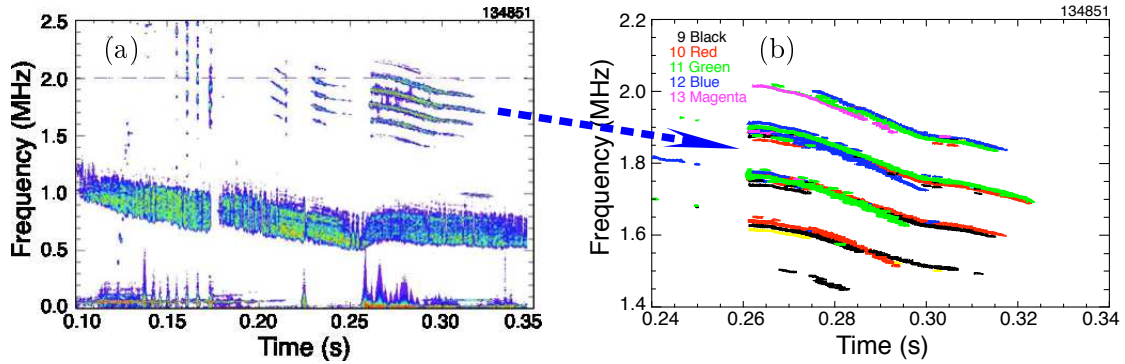 134851
(a)
2.5
2.0
1.5
1.0
0.5
0.0
Frequency (MHz)
0.10
0.15
0.20
0.25
0.30
0.35
Time (s)
134851
(b)
9 Black
10 Red
11 Green
12 Blue
13 Magenta
2.2
2.0
1.8
1.6
1.4
Frequency (MHz)
0.24
0.26
0.28
0.30
0.32
0.34
Time (s)